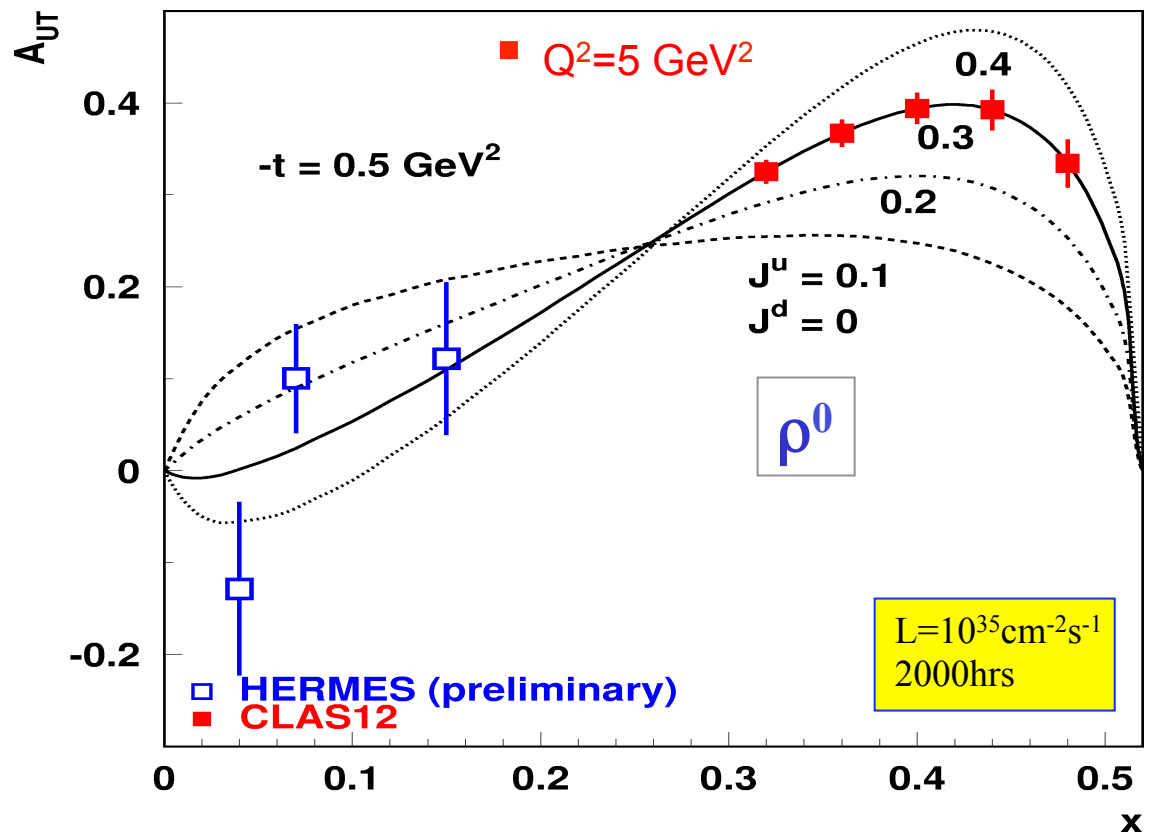 A_UT
Q²=5 GeV²
0.4
0.4
0.3
-t = 0.5 GeV²
0.2
0.2
Jᵘ = 0.1
Jᵈ = 0
ρ⁰
0
L=10³⁵cm⁻²s⁻¹
2000hrs
-0.2
HERMES (preliminary)
CLAS12
0 0.1 0.2 0.3 0.4 0.5
x